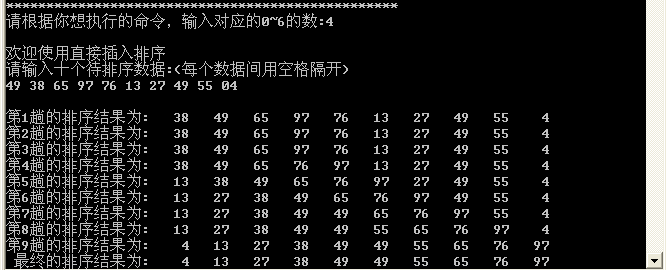 **************************************************
请根据你想执行的命令，输入对应的0~6的数:4
欢迎使用直接插入排序
请输入十个待排序数据:(每个数据间用空格隔开)
49 38 65 97 76 13 27 49 55 04
第1趟的排序结果为: 38 49 65 97 76 13 27 49 55 4
第2趟的排序结果为: 38 49 65 97 76 13 27 49 55 4
第3趟的排序结果为: 38 49 65 97 76 13 27 49 55 4
第4趟的排序结果为: 38 49 65 76 97 13 27 49 55 4
第5趟的排序结果为: 13 38 49 65 76 97 27 49 55 4
第6趟的排序结果为: 13 27 38 49 65 76 97 49 55 4
第7趟的排序结果为: 13 27 38 49 49 65 76 97 55 4
第8趟的排序结果为: 13 27 38 49 49 55 65 76 97 4
第9趟的排序结果为: 4 13 27 38 49 49 55 65 76 97
最终的排序结果为: 4 13 27 38 49 49 55 65 76 97